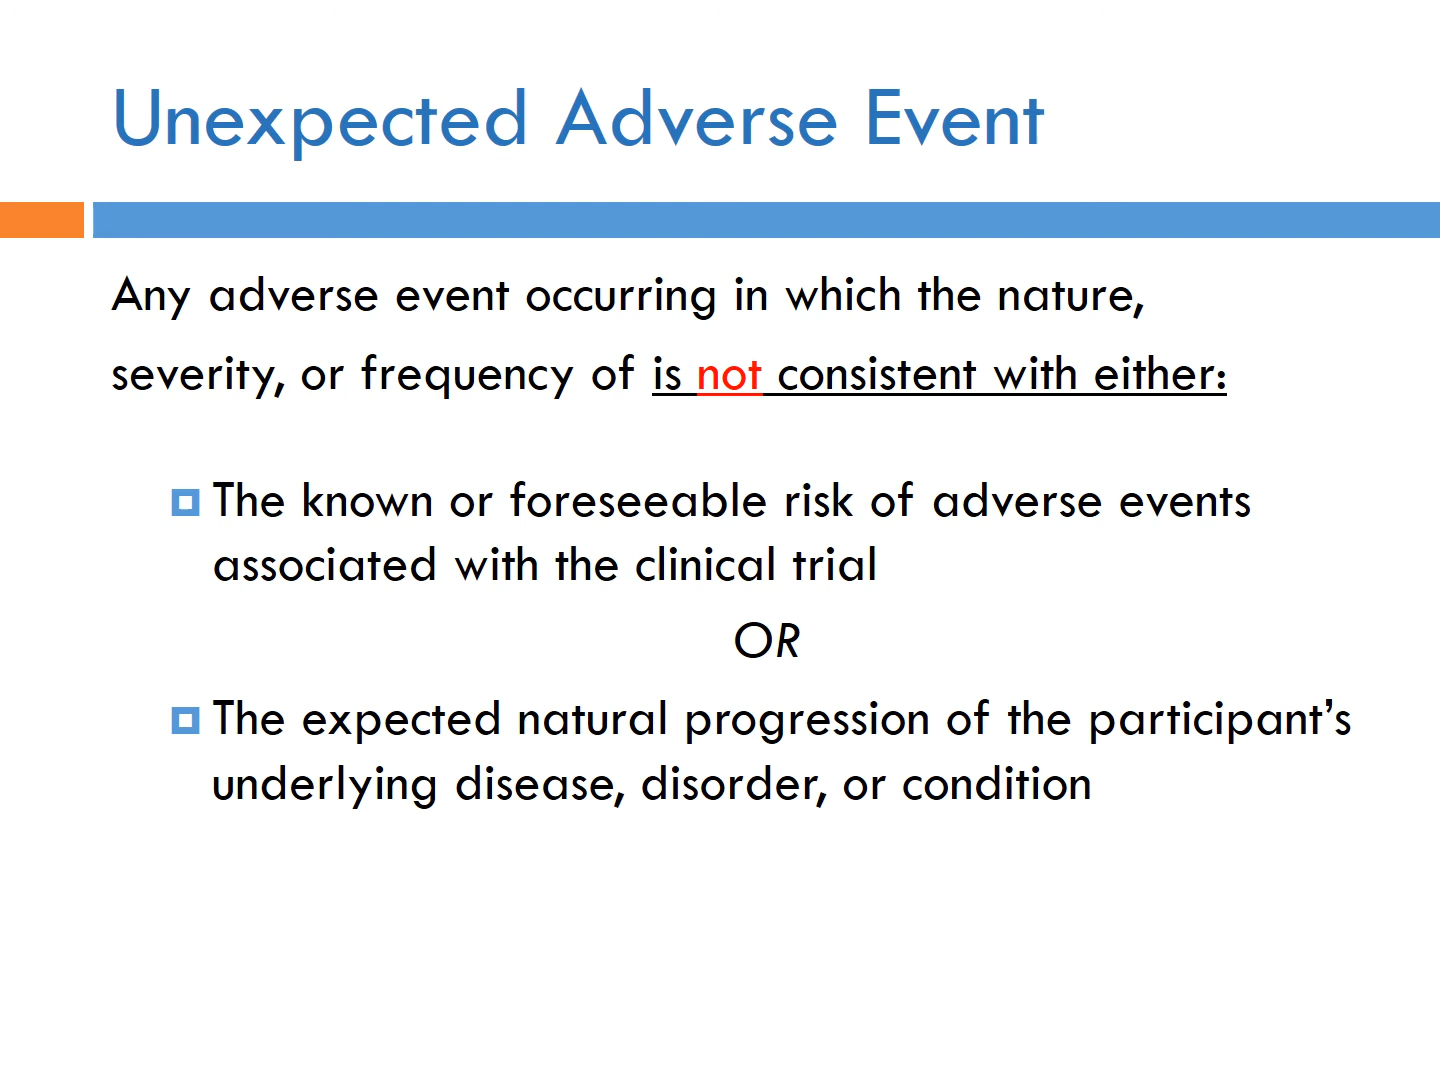 Unexpected Adverse Event
Any adverse event occurring in which the nature,
severity, or frequency of is not consistent with either:
The known or foreseeable risk of adverse events
associated with the clinical trial
OR
The expected natural progression of the participant’s
underlying disease, disorder, or condition